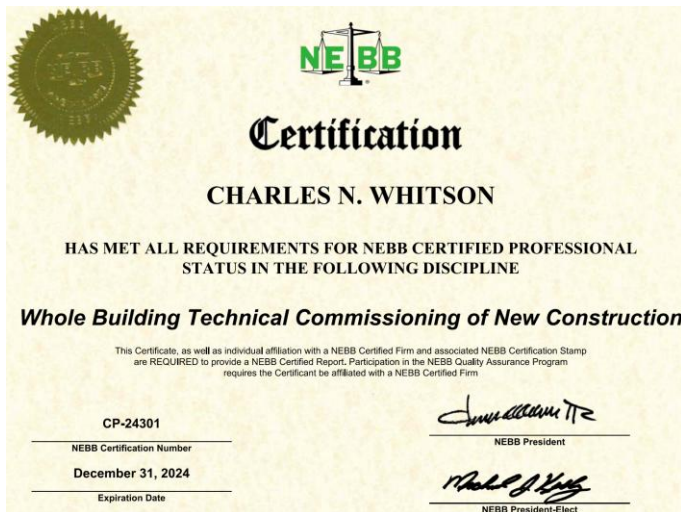 NEBB
NEBB
Certification
CHARLES N. WHITSON
HAS MET ALL REQUIREMENTS FOR NEBB CERTIFIED PROFESSIONAL
STATUS IN THE FOLLOWING DISCIPLINE
Whole Building Technical Commissioning of New Construction
This Certificate, as well as individual affiliation with a NEBB Certified Firm and associated NEBB Certification Stamp
are REQUIRED to provide a NEBB Certified Report. Participation in the NEBB Quality Assurance Program
requires the Certificant be affiliated with a NEBB Certified Firm
CP-24301
NEBB Certification Number
December 31, 2024
Expiration Date
NEBB President
NEBB President-Elect